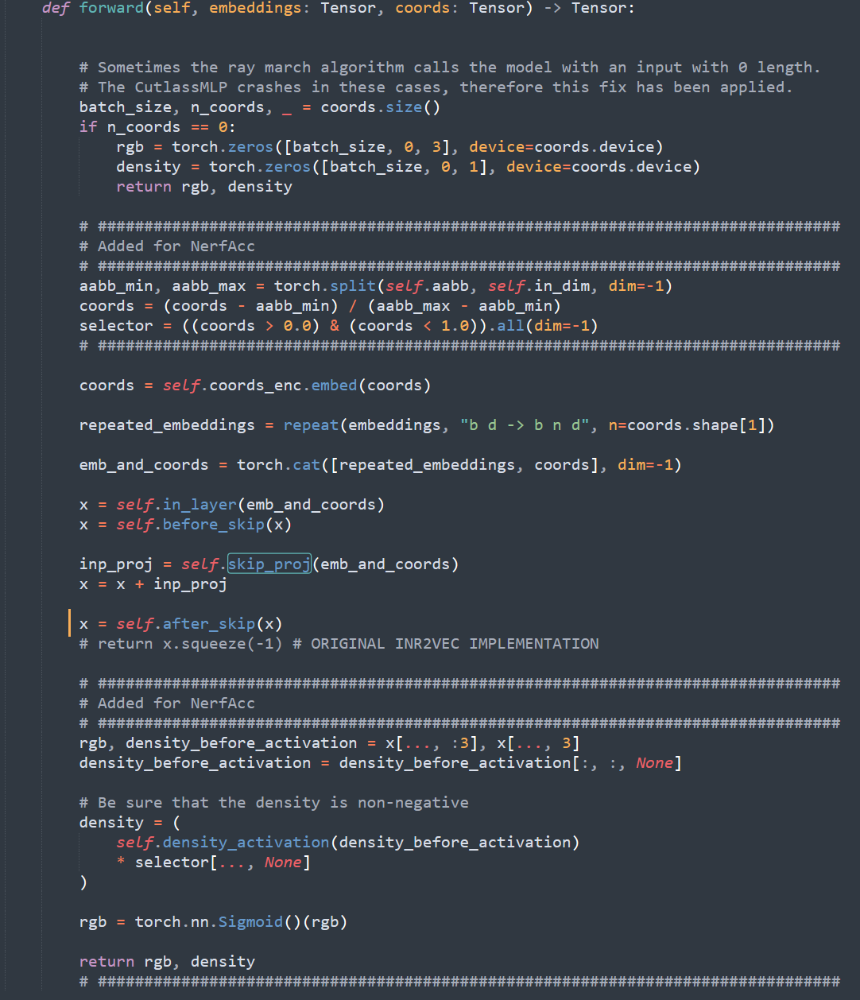 def forward(self, embeddings: Tensor, coords: Tensor) -> Tensor:
# Sometimes the ray march algorithm calls the model with an input with 0 length.
# The CutlassMLP crashes in these cases, therefore this fix has been applied.
batch_size, n_coords, _ = coords.size()
if n_coords == 0:
rgb = torch.zeros([batch_size, 0, 3], device=coords.device)
density = torch.zeros([batch_size, 0, 1], device=coords.device)
return rgb, density
# ################################################################################
# Added for NerfAcc
# ################################################################################
aabb_min, aabb_max = torch.split(self.aabb, self.in_dim, dim=-1)
coords = (coords - aabb_min) / (aabb_max - aabb_min)
selector = ((coords > 0.0) & (coords < 1.0)).all(dim=-1)
# ################################################################################
coords = self.coords_enc.embed(coords)
repeated_embeddings = repeat(embeddings, "b d -> b n d", n=coords.shape[1])
emb_and_coords = torch.cat([repeated_embeddings, coords], dim=-1)
x = self.in_layer(emb_and_coords)
x = self.before_skip(x)
inp_proj = self.skip_proj(emb_and_coords)
x = x + inp_proj
x = self.after_skip(x)
# return x.squeeze(-1) # ORIGINAL INR2VEC IMPLEMENTATION
# ################################################################################
# Added for NerfAcc
# ################################################################################
rgb, density_before_activation = x[..., :3], x[..., 3]
density_before_activation = density_before_activation[:, :, None]
# Be sure that the density is non-negative
density = (
self.density_activation(density_before_activation)
* selector[..., None]
)
rgb = torch.nn.Sigmoid()(rgb)
return rgb, density
# ################################################################################